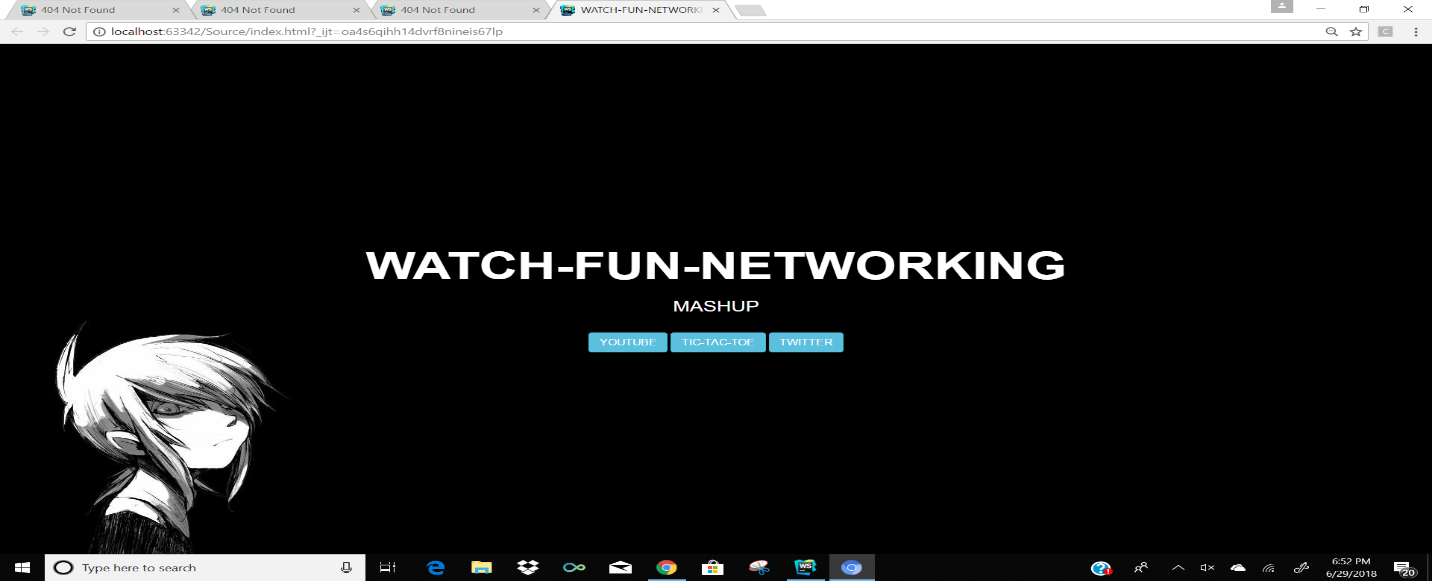 404 Not Found
404 Not Found
404 Not Found
WATCH-FUN-NETWORK
localhost:63342/Source/index.html?_ijt=oa4s6qihh14dvrf8nineis67lp
C
WATCH-FUN-NETWORKING
MASHUP
YOUTUBE TIC-TAC-TOE TWITTER
Type here to search
WS
6:52 PM
6/29/2018
20